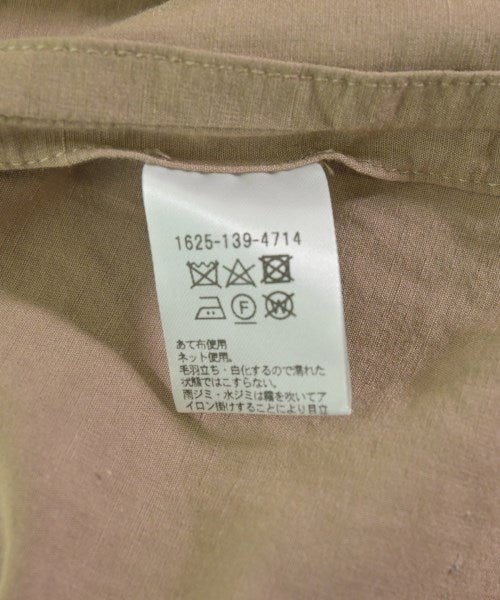 1625-139-4714
F
W
あて布使用
ネット使用。
毛羽立ち・白化するので濡れた
状態ではこすらない。
雨ジミ・水ジミは霧を吹いてア
イロン掛けすることにより目立